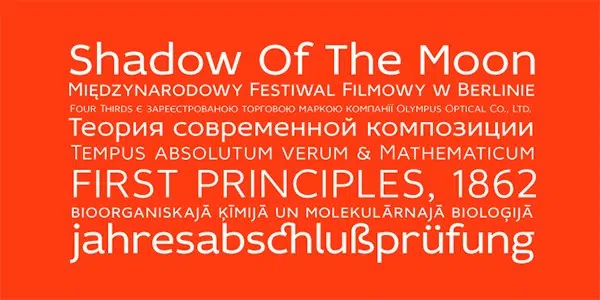 Shadow Of The Moon
Międzynarodowy Festiwal Filmowy w Berlinie
Four Thirds є зареєстрованою торговою маркою компанії Olympus Optical Co., Ltd.
Теория современной композиции
Tempus absolutum verum & Mathematicum
FIRST PRINCIPLES, 1862
bioorganiskajā ķīmijā un molekulārnajā bioloģijā
jahresabschlußprüfung